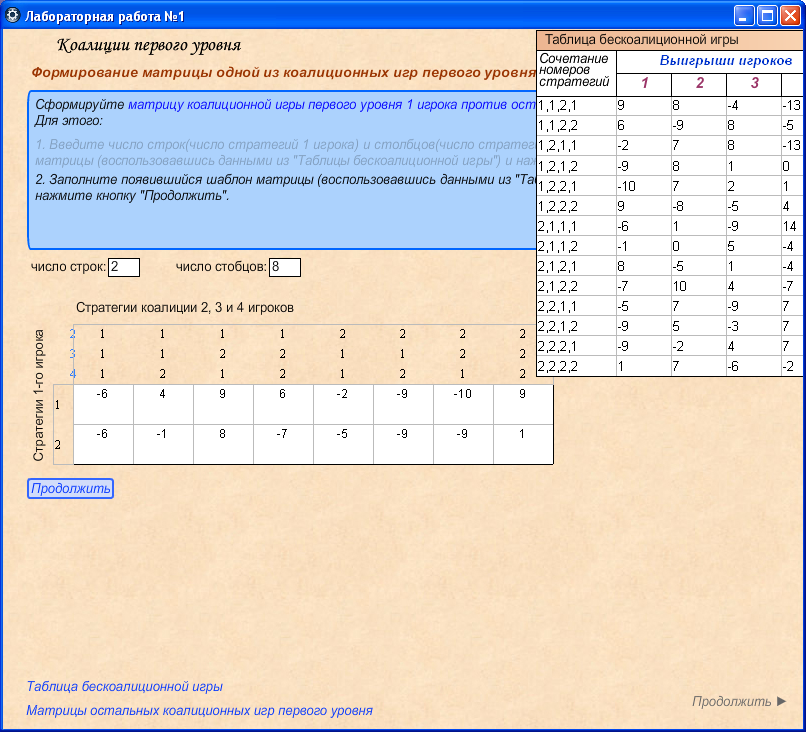 Лабораторная работа №1
Коалиции первого уровня
Формирование матрицы одной из коалиционных игр первого уровня
Сформируйте матрицу коалиционной игры первого уровня 1 игрока против ост
Для этого:
1. Введите число строк(число стратегий 1 игрока) и столбцов(число стратег
матрицы (воспользовавшись данными из "Таблицы бескоалиционной игры") и наж
2. Заполните появившийся шаблон матрицы (воспользовавшись данными из "Таб
нажмите кнопку "Продолжить".
число строк: 2 число стобцов: 8
Стратегии коалиции 2, 3 и 4 игроков
Стратегии 1-го игрока
2 1 1 1 1 2 2 2 2
3 1 1 2 2 1 1 2 2
4 1 2 1 2 1 2 1 2
1 -6 4 9 6 -2 -9 -10 9
2 -6 -1 8 -7 -5 -9 -9 1
Продолжить
Таблица бескоалиционной игры
Сочетание номеров стратегий Выигрыши игроков
1 2 3
1,1,2,1 9 8 -4 -13
1,1,2,2 6 -9 8 -5
1,2,1,1 -2 7 8 -13
1,2,1,2 -9 8 1 0
1,2,2,1 -10 7 2 1
1,2,2,2 9 -8 -5 4
2,1,1,1 -6 1 -9 14
2,1,1,2 -1 0 5 -4
2,1,2,1 8 -5 1 -4
2,1,2,2 -7 10 4 -7
2,2,1,1 -5 7 -9 7
2,2,1,2 -9 5 -3 7
2,2,2,1 -9 -2 4 7
2,2,2,2 1 7 -6 -2
Таблица бескоалиционной игры
Матрицы остальных коалиционных игр первого уровня
Продолжить ►